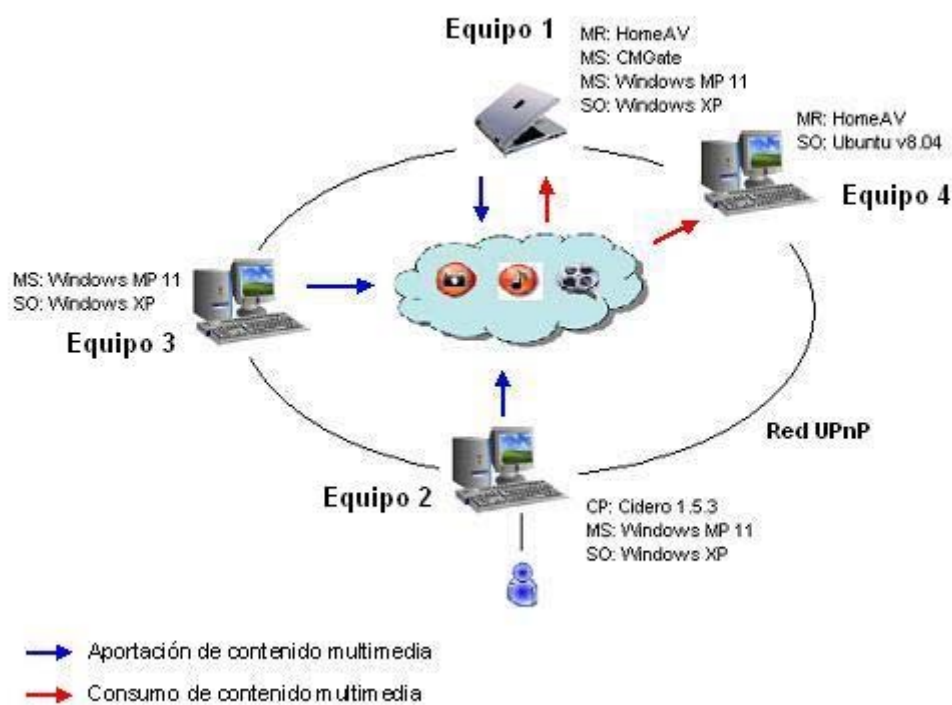 Equipo 1
MR: HomeAV
MS: CMGate
MS: Windows MP 11
SO: Windows XP
MR: HomeAV
SO: Ubuntu v8.04
Equipo 4
MS: Windows MP 11
SO: Windows XP
Equipo 3
Red UPnP
Equipo 2
CP: Cidero 1.5.3
MS: Windows MP 11
SO: Windows XP
Aportación de contenido multimedia
Consumo de contenido multimedia